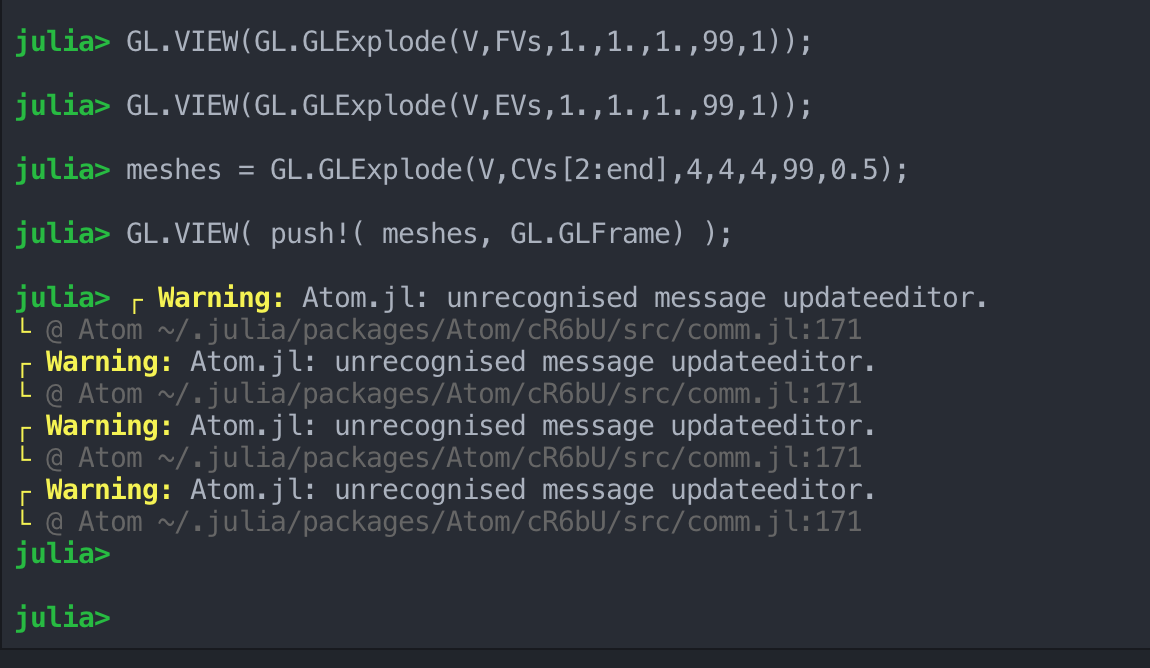 julia> GL.VIEW(GL.GLExplode(V,FVs,1.,1.,1.,99,1));
julia> GL.VIEW(GL.GLExplode(V,EVs,1.,1.,1.,99,1));
julia> meshes = GL.GLExplode(V,CVs[2:end],4,4,4,99,0.5);
julia> GL.VIEW( push!( meshes, GL.GLFrame) );
julia> ┌ Warning: Atom.jl: unrecognised message updateeditor.
└ @ Atom ~/.julia/packages/Atom/cR6bU/src/comm.jl:171
┌ Warning: Atom.jl: unrecognised message updateeditor.
└ @ Atom ~/.julia/packages/Atom/cR6bU/src/comm.jl:171
┌ Warning: Atom.jl: unrecognised message updateeditor.
└ @ Atom ~/.julia/packages/Atom/cR6bU/src/comm.jl:171
┌ Warning: Atom.jl: unrecognised message updateeditor.
└ @ Atom ~/.julia/packages/Atom/cR6bU/src/comm.jl:171
julia>
julia>